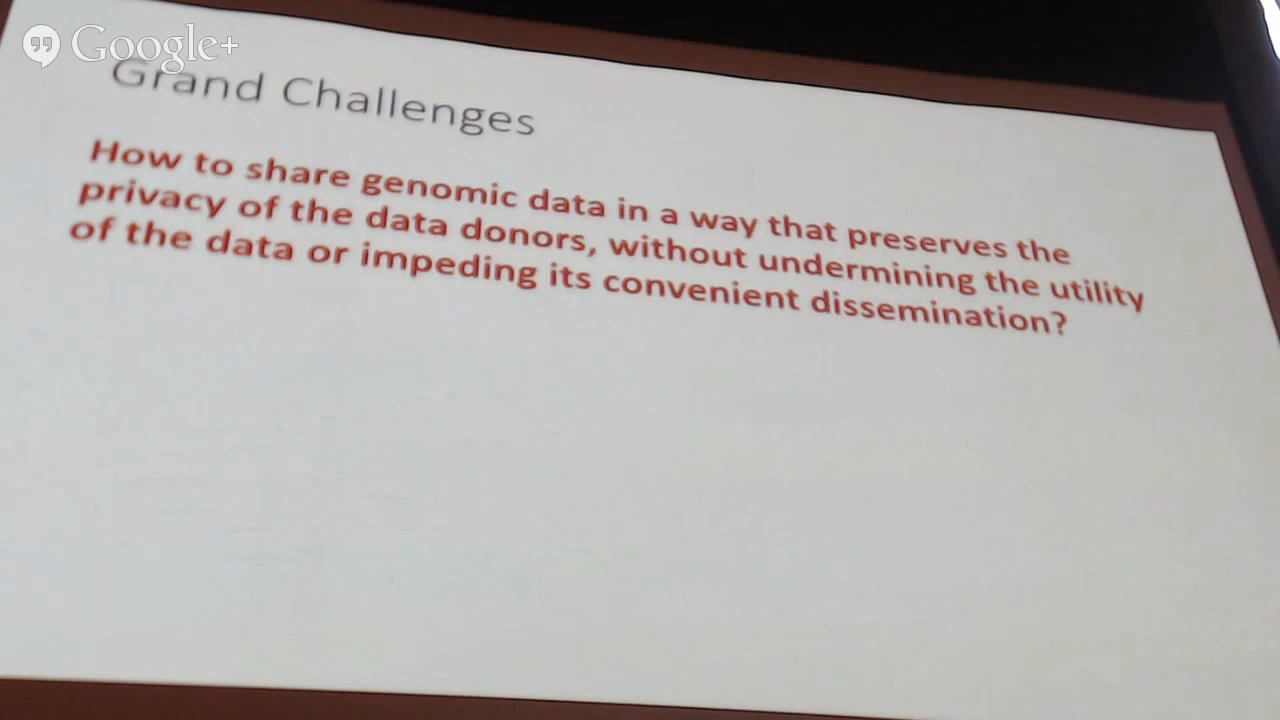 Google+
Grand Challenges
How to share genomic data in a way that preserves the
privacy of the data donors, without undermining the utility
of the data or impeding its convenient dissemination?